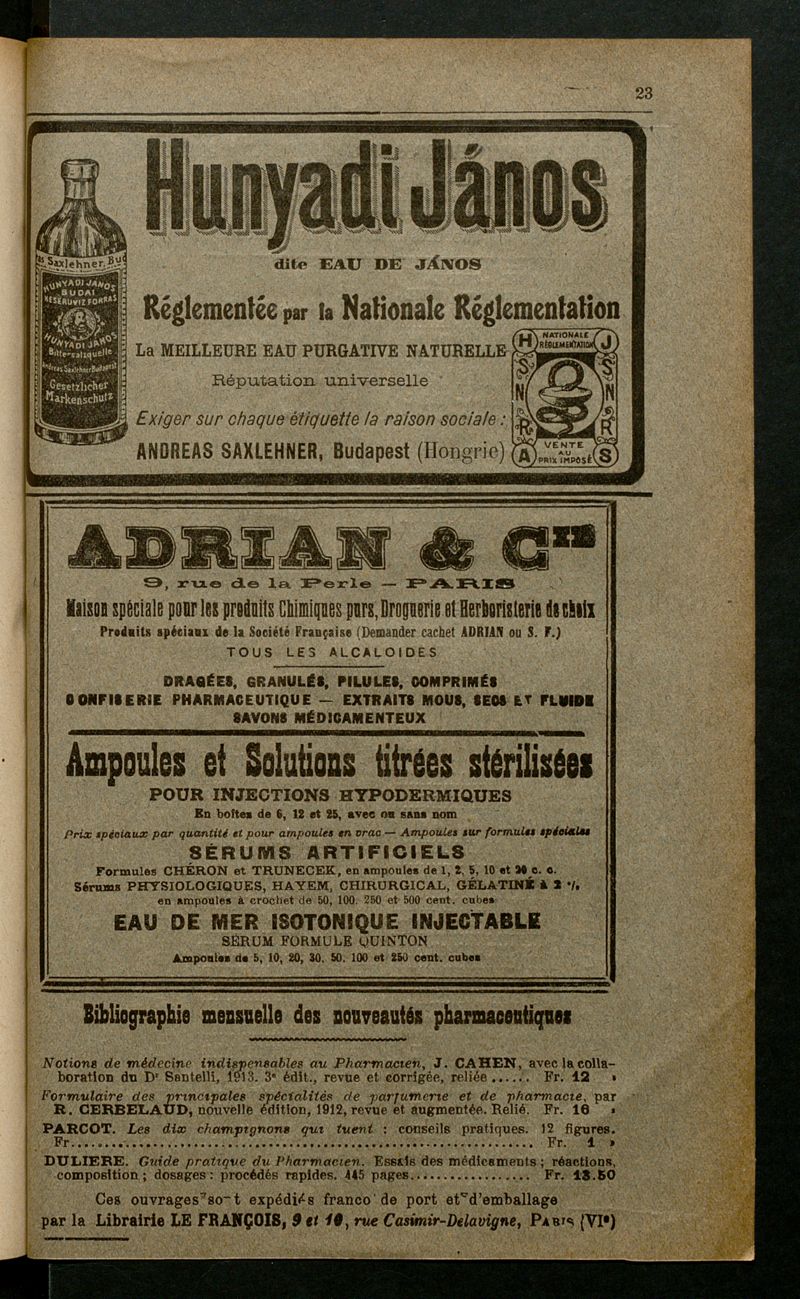 23
Hunyadi János
dite EAU DE JÁNOS
Réglementée par la Nationale Réglementation
La MEILLEURE EAU PURGATIVE NATURELLE
Réputation universelle
Exiger sur chaque étiquette la raison sociale :
ANDREAS SAXLEHNER, Budapest (Hongrie)
Saxlehner
HUNYADI JÁNOS
BUDAI
KESERUVIZ FORRAS
HUNYADI JÁNOS
Bittersalzquelle
Andreas Saxlehner Budapest
Gesetzlicher
Markenschutz
H NATIONALE J
RÉGLEMENTATION
N N
R R
VENTE
A AU S
PRIX IMPOSÉ
ADRIAN & Cie
9, rue de la Perle — PARIS
Maison spéciale pour les produits Chimiques purs, Droguerie et Herboristerie de choix
Produits spéciaux de la Société Française (Demander cachet ADRIAN ou S. F.)
TOUS LES ALCALOIDES
DRAGÉES, GRANULÉS, PILULES, COMPRIMÉS
CONFISERIE PHARMACEUTIQUE — EXTRAITS MOUS, SECS ET FLUIDE
SAVONS MÉDICAMENTEUX
Ampoules et Solutions titrées stérilisées
POUR INJECTIONS HYPODERMIQUES
En boîtes de 6, 12 et 25, avec ou sans nom
Prix spéciaux par quantité et pour ampoules en vrac — Ampoules sur formules spéciales
SÉRUMS ARTIFICIELS
Formules CHÉRON et TRUNECEK, en ampoules de 1, 2, 5, 10 et 20 c. c.
Sérums PHYSIOLOGIQUES, HAYEM, CHIRURGICAL, GÉLATINÉ à 2 %
en ampoules à crochet de 50, 100, 250 et 500 cent. cubes
EAU DE MER ISOTONIQUE INJECTABLE
SÉRUM FORMULE QUINTON
Ampoules de 5, 10, 20, 30, 50, 100 et 250 cent. cubes
Bibliographie mensuelle des nouveautés pharmaceutiques
Notions de médecine indispensables au Pharmacien, J. CAHEN, avec la colla-
boration du Dr Santelli, 1913. 3e édit., revue et corrigée, reliée ...... Fr. 12 »
Formulaire des principales spécialités de parfumerie et de pharmacie, par
R. CERBELAUD, nouvelle édition, 1912, revue et augmentée. Relié. Fr. 16 »
PARCOT. Les dix champignons qui tuent : conseils pratiques. 12 figures.
Fr. ........ Fr. 1 »
DULIERE. Guide pratique du Pharmacien. Essais des médicaments ; réactions,
composition ; dosages : procédés rapides. 445 pages ........ Fr. 13.50
Ces ouvrages so-t expédiés franco de port et d'emballage
par la Librairie LE FRANÇOIS, 9 et 10, rue Casimir-Delavigne, PARIS (VIe)